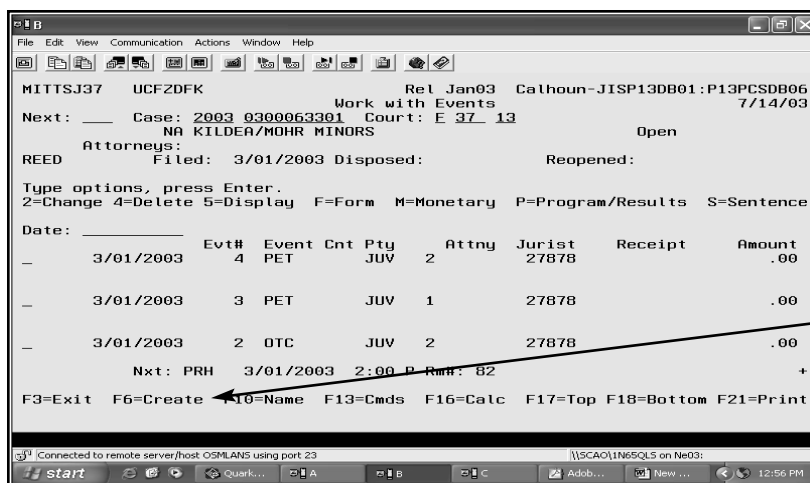 B
File Edit View Communication Actions Window Help
MITTSJ37 UCFZDFK Rel Jan03 Calhoun-JISP13DB01:P13PCSDB06
Work with Events 7/14/03
Next: ___ Case: 2003 0300063301 Court: F 37 13
NA KILDEA/MOHR MINORS Open
Attorneys:
REED Filed: 3/01/2003 Disposed: Reopened:
Type options, press Enter.
2=Change 4=Delete 5=Display F=Form M=Monetary P=Program/Results S=Sentence
Date: __________
Evt# Event Cnt Pty Attny Jurist Receipt Amount
_ 3/01/2003 4 PET JUV 2 27878 .00
_ 3/01/2003 3 PET JUV 1 27878 .00
_ 3/01/2003 2 OTC JUV 2 27878 .00
Nxt: PRH 3/01/2003 2:00 P Rm#: 82 +
F3=Exit F6=Create F10=Name F13=Cmds F16=Calc F17=Top F18=Bottom F21=Print
Connected to remote server/host OSMLANS using port 23 \\SCAO\1N65QLS on Ne03:
start Quark... A B C Adob... New ... 12:56 PM